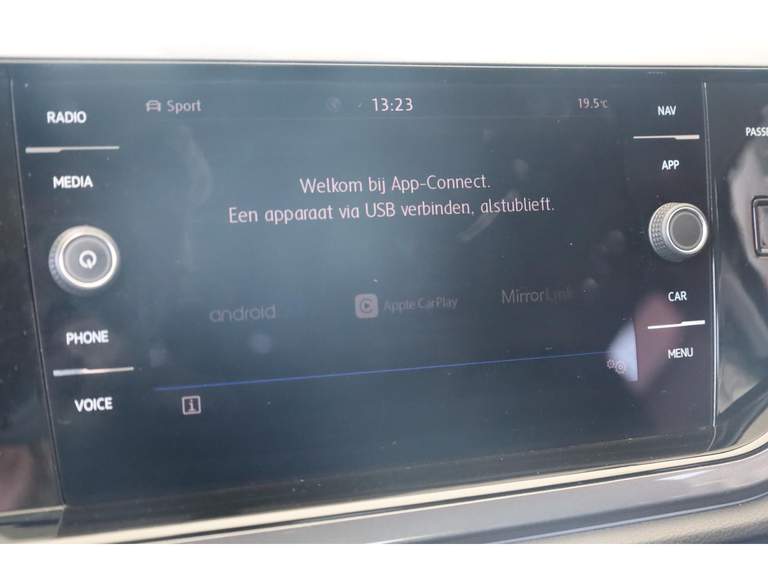 RADIO
MEDIA
PHONE
VOICE
Sport
13:23
19.5°C
Welkom bij App-Connect.
Een apparaat via USB verbinden, alstublieft.
android
Apple CarPlay
MirrorLink
NAV
APP
CAR
MENU
PASSE